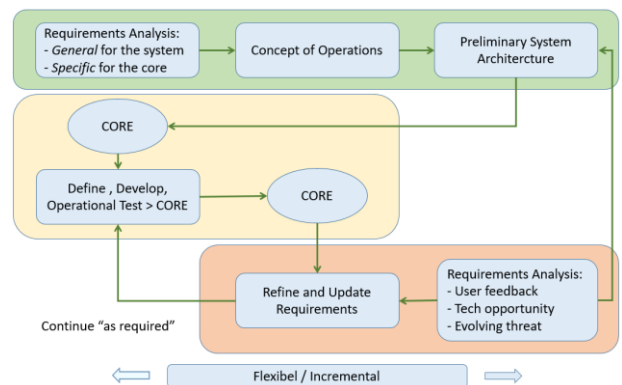 Requirements Analysis:
- General for the system
- Specific for the core
Concept of Operations
Preliminary System
Architercture
CORE
Define , Develop,
Operational Test > CORE
CORE
Refine and Update
Requirements
Requirements Analysis:
- User feedback
- Tech opportunity
- Evolving threat
Continue “as required”
Flexibel / Incremental